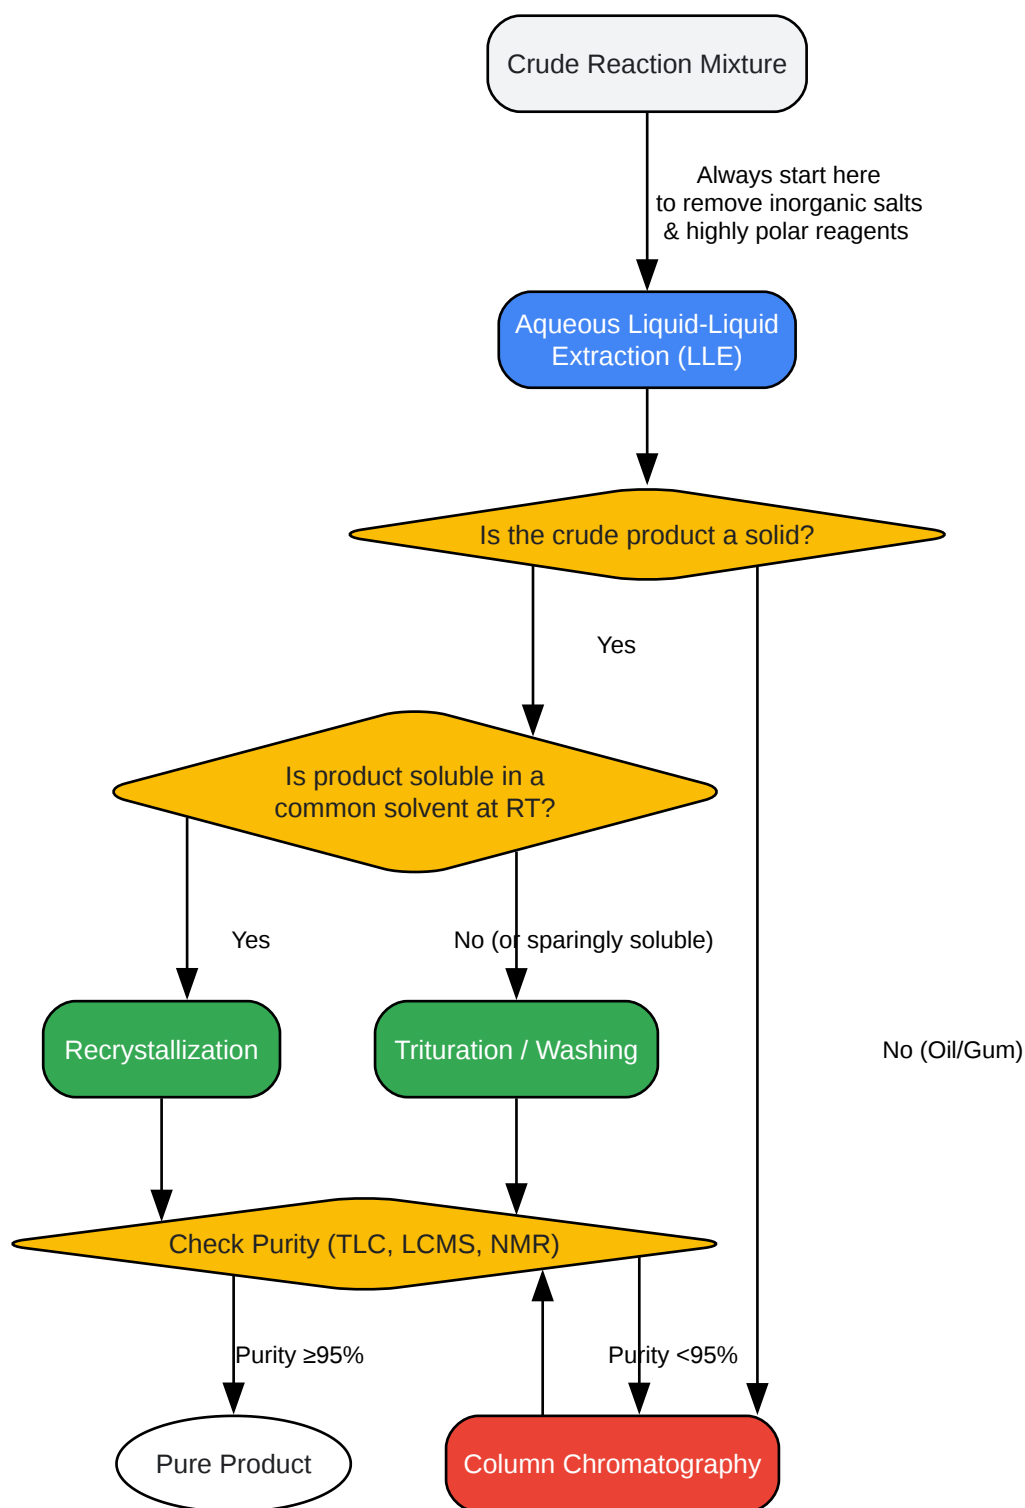 Crude Reaction Mixture
Always start here
to remove inorganic salts
& highly polar reagents
Aqueous Liquid-Liquid
Extraction (LLE)
Is the crude product a solid?
Yes
Is product soluble in a
common solvent at RT?
Yes
No (or sparingly soluble)
Recrystallization
Trituration / Washing
No (Oil/Gum)
Check Purity (TLC, LCMS, NMR)
Purity ≥95%
Purity <95%
Pure Product
Column Chromatography